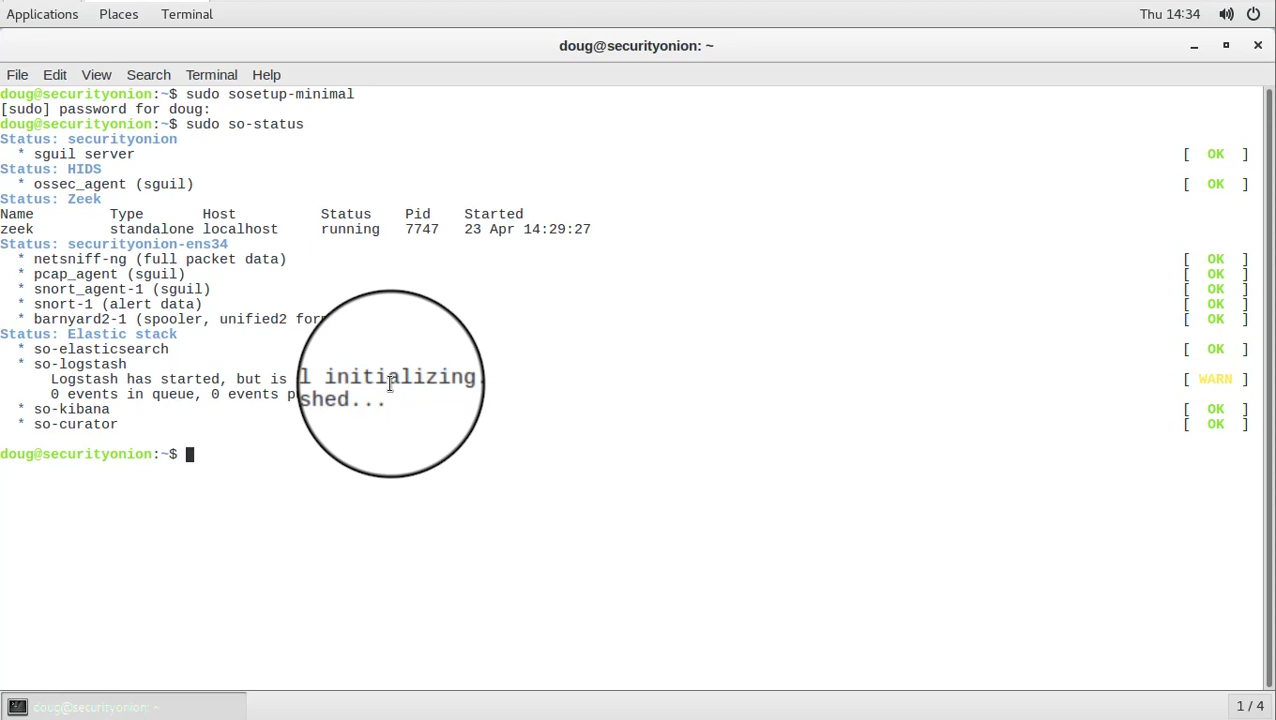 Applications Places Terminal Thu 14:34
doug@securityonion: ~
File Edit View Search Terminal Help
doug@securityonion:~$ sudo sosetup-minimal
[sudo] password for doug:
doug@securityonion:~$ sudo so-status
Status: securityonion
* sguil server [ OK ]
Status: HIDS
* ossec_agent (sguil) [ OK ]
Status: Zeek
Name Type Host Status Pid Started
zeek standalone localhost running 7747 23 Apr 14:29:27
Status: securityonion-ens34
* netsniff-ng (full packet data) [ OK ]
* pcap_agent (sguil) [ OK ]
* snort_agent-1 (sguil) [ OK ]
* snort-1 (alert data) [ OK ]
* barnyard2-1 (spooler, unified2 [ OK ]
Status: Elastic stack
* so-elasticsearch [ OK ]
* so-logstash
Logstash has started, but is l initializing. [ WARN ]
0 events in queue, 0 events shed...
* so-kibana [ OK ]
* so-curator [ OK ]
doug@securityonion:~$
doug@securityonion: ~ 1 / 4